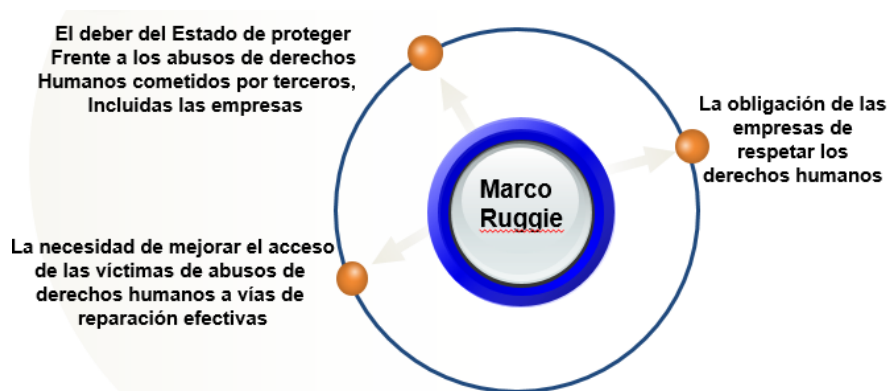 El deber del Estado de proteger
Frente a los abusos de derechos
Humanos cometidos por terceros,
Incluidas las empresas
La obligación de las
empresas de
respetar los
derechos humanos
Marco
Ruggie
La necesidad de mejorar el acceso
de las víctimas de abusos de
derechos humanos a vías de
reparación efectivas